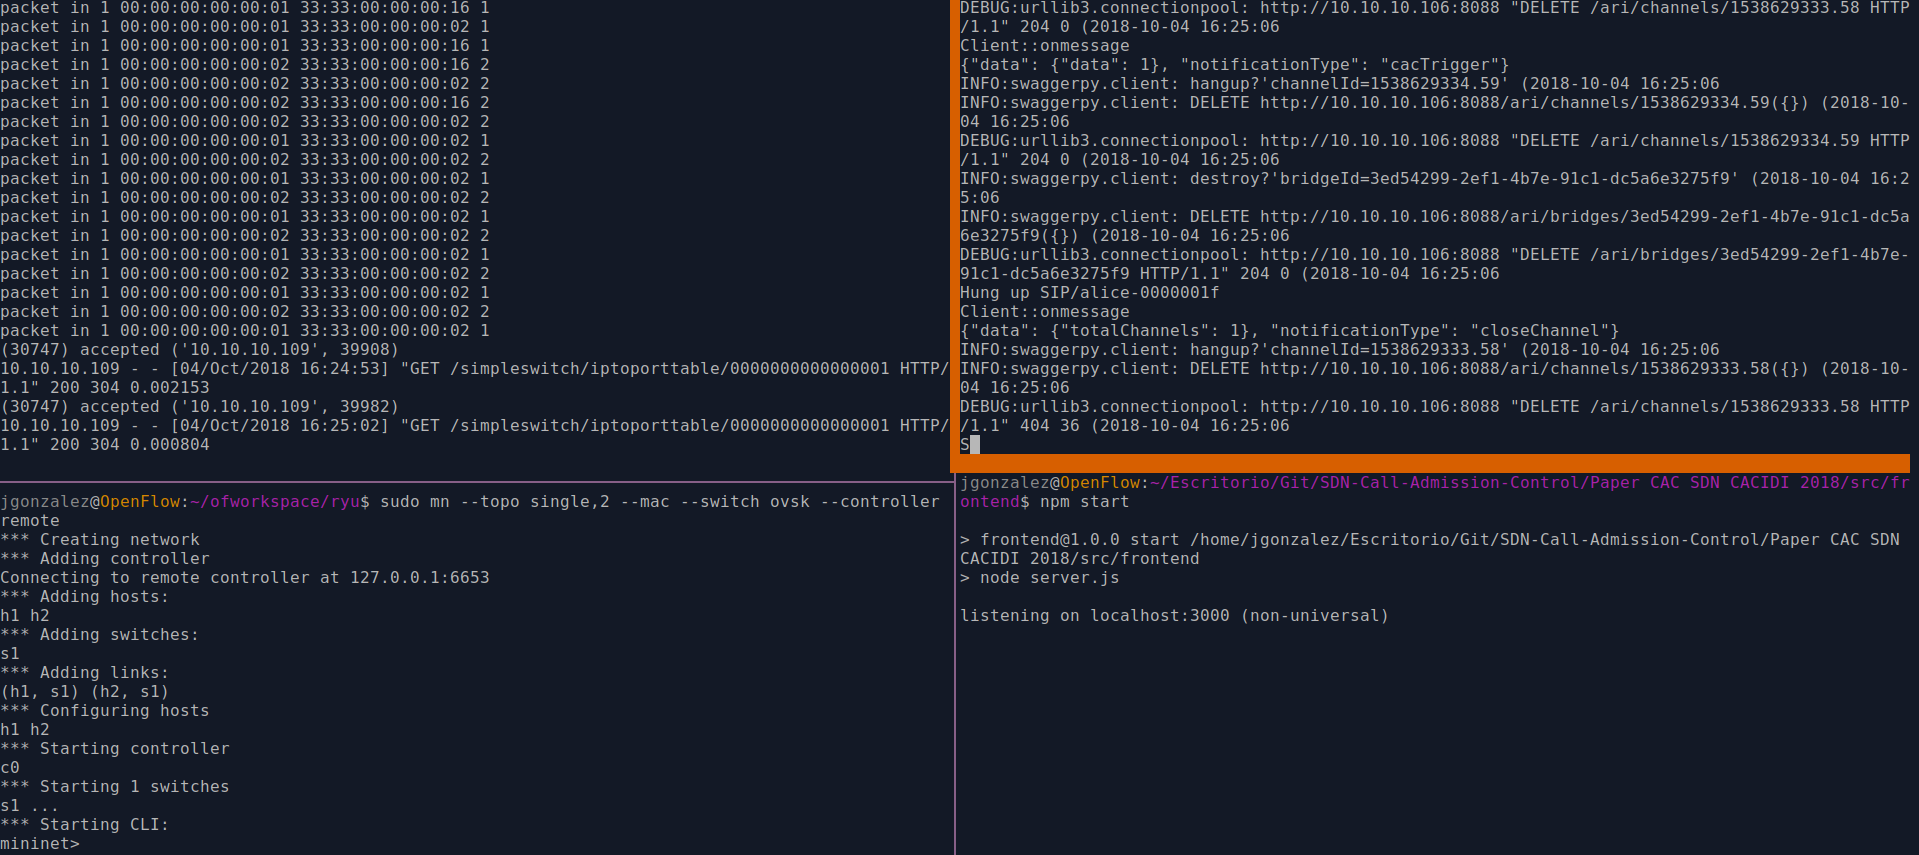 packet in 1 00:00:00:00:00:01 33:33:00:00:00:16 1
packet in 1 00:00:00:00:00:01 33:33:00:00:00:02 1
packet in 1 00:00:00:00:00:01 33:33:00:00:00:16 1
packet in 1 00:00:00:00:00:02 33:33:00:00:00:16 2
packet in 1 00:00:00:00:00:02 33:33:00:00:00:02 2
packet in 1 00:00:00:00:00:02 33:33:00:00:00:16 2
packet in 1 00:00:00:00:00:02 33:33:00:00:00:02 2
packet in 1 00:00:00:00:00:01 33:33:00:00:00:02 1
packet in 1 00:00:00:00:00:02 33:33:00:00:00:02 2
packet in 1 00:00:00:00:00:01 33:33:00:00:00:02 1
packet in 1 00:00:00:00:00:02 33:33:00:00:00:02 2
packet in 1 00:00:00:00:00:01 33:33:00:00:00:02 1
packet in 1 00:00:00:00:00:02 33:33:00:00:00:02 2
packet in 1 00:00:00:00:00:01 33:33:00:00:00:02 1
packet in 1 00:00:00:00:00:02 33:33:00:00:00:02 2
packet in 1 00:00:00:00:00:01 33:33:00:00:00:02 1
packet in 1 00:00:00:00:00:02 33:33:00:00:00:02 2
packet in 1 00:00:00:00:00:01 33:33:00:00:00:02 1
(30747) accepted ('10.10.10.109', 39908)
10.10.10.109 - - [04/Oct/2018 16:24:53] "GET /simpleswitch/iptoporttable/0000000000000001 HTTP/
1.1" 200 304 0.002153
(30747) accepted ('10.10.10.109', 39982)
10.10.10.109 - - [04/Oct/2018 16:25:02] "GET /simpleswitch/iptoporttable/0000000000000001 HTTP/
1.1" 200 304 0.000804
DEBUG:urllib3.connectionpool: http://10.10.10.106:8088 "DELETE /ari/channels/1538629333.58 HTTP
/1.1" 204 0 (2018-10-04 16:25:06
Client::onmessage
{"data": {"data": 1}, "notificationType": "cacTrigger"}
INFO:swaggerpy.client: hangup?'channelId=1538629334.59' (2018-10-04 16:25:06
INFO:swaggerpy.client: DELETE http://10.10.10.106:8088/ari/channels/1538629334.59({}) (2018-10-
04 16:25:06
DEBUG:urllib3.connectionpool: http://10.10.10.106:8088 "DELETE /ari/channels/1538629334.59 HTTP
/1.1" 204 0 (2018-10-04 16:25:06
INFO:swaggerpy.client: destroy?'bridgeId=3ed54299-2ef1-4b7e-91c1-dc5a6e3275f9' (2018-10-04 16:2
5:06
INFO:swaggerpy.client: DELETE http://10.10.10.106:8088/ari/bridges/3ed54299-2ef1-4b7e-91c1-dc5a
6e3275f9({}) (2018-10-04 16:25:06
DEBUG:urllib3.connectionpool: http://10.10.10.106:8088 "DELETE /ari/bridges/3ed54299-2ef1-4b7e-
91c1-dc5a6e3275f9 HTTP/1.1" 204 0 (2018-10-04 16:25:06
Hung up SIP/alice-0000001f
Client::onmessage
{"data": {"totalChannels": 1}, "notificationType": "closeChannel"}
INFO:swaggerpy.client: hangup?'channelId=1538629333.58' (2018-10-04 16:25:06
INFO:swaggerpy.client: DELETE http://10.10.10.106:8088/ari/channels/1538629333.58({}) (2018-10-
04 16:25:06
DEBUG:urllib3.connectionpool: http://10.10.10.106:8088 "DELETE /ari/channels/1538629333.58 HTTP
/1.1" 404 36 (2018-10-04 16:25:06
S
jgonzalez@OpenFlow:~/ofworkspace/ryu$ sudo mn --topo single,2 --mac --switch ovsk --controller
remote
*** Creating network
*** Adding controller
Connecting to remote controller at 127.0.0.1:6653
*** Adding hosts:
h1 h2
*** Adding switches:
s1
*** Adding links:
(h1, s1) (h2, s1)
*** Configuring hosts
h1 h2
*** Starting controller
c0
*** Starting 1 switches
s1 ...
*** Starting CLI:
mininet>
jgonzalez@OpenFlow:~/Escritorio/Git/SDN-Call-Admission-Control/Paper CAC SDN CACIDI 2018/src/fr
ontend$ npm start
> frontend@1.0.0 start /home/jgonzalez/Escritorio/Git/SDN-Call-Admission-Control/Paper CAC SDN
CACIDI 2018/src/frontend
> node server.js
listening on localhost:3000 (non-universal)